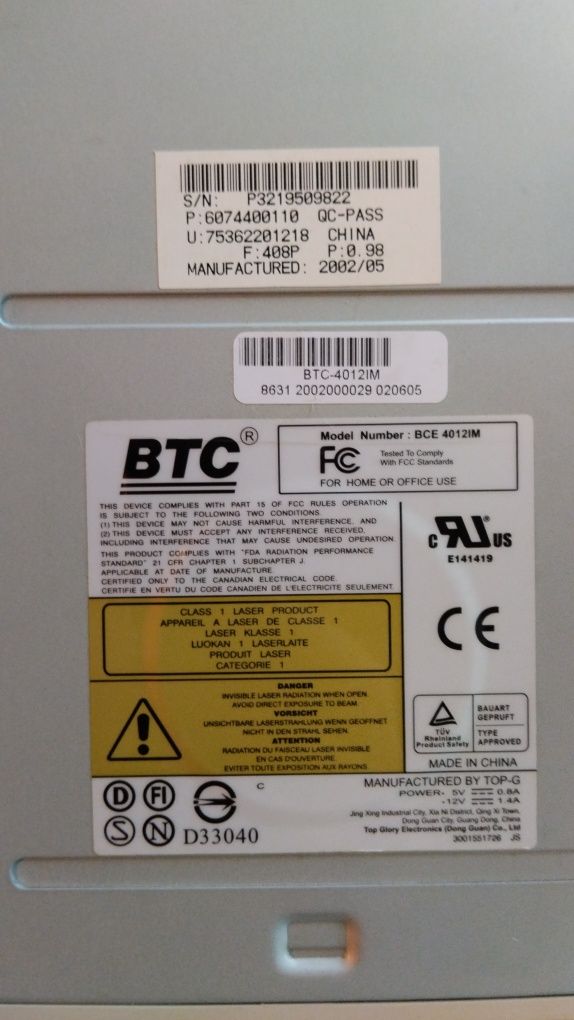 S/N: P3219509822
P:6074400110 QC-PASS
U:75362201218 CHINA
F:408P P:0.98
MANUFACTURED: 2002/05
BTC-4012IM
8631 2002000029 020605
BTC®
Model Number : BCE 4012IM
FC Tested To Comply
With FCC Standards
FOR HOME OR OFFICE USE
THIS DEVICE COMPLIES WITH PART 15 OF FCC RULES OPERATION
IS SUBJECT TO THE FOLLOWING TWO CONDITIONS.
(1) THIS DEVICE MAY NOT CAUSE HARMFUL INTERFERENCE, AND
(2) THIS DEVICE MUST ACCEPT ANY INTERFERENCE RECEIVED,
INCLUDING INTERFERENCE THAT MAY CAUSE UNDESIRED OPERATION.
THIS PRODUCT COMPLIES WITH "FDA RADIATION PERFORMANCE
STANDARD" 21 CFR CHAPTER 1 SUBCHAPTER J.
APPLICABLE AT DATE OF MANUFACTURE.
CERTIFIED ONLY TO THE CANADIAN ELECTRICAL CODE.
CERTIFIE EN VERTU DU CODE CANADIEN DE L'ELECTRICITE SEULEMENT.
c RU® US
E141419
CLASS 1 LASER PRODUCT
APPAREIL A LASER DE CLASSE 1
LASER KLASSE 1
LUOKAN 1 LASERLAITE
PRODUIT LASER
CATEGORIE 1
CE
DANGER
INVISIBLE LASER RADIATION WHEN OPEN.
AVOID DIRECT EXPOSURE TO BEAM.
VORSICHT
UNSICHTBARE LASERSTRAHLUNG WENN GEOFFNET
NICHT IN DEN STRAHL SEHEN.
ATTENTION
RADIATION DU FAISCEAU LASER INVISIBLE
EN CAS D'OUVERTURE.
EVITER TOUTE EXPOSITION AUX RAYONS
TÜV
Rheinland
Product Safety
BAUART
GEPRUFT
TYPE
APPROVED
MADE IN CHINA
D FI
S N D33040
C
MANUFACTURED BY TOP-G
POWER- 5V 0.8A
-12V 1.4A
Jing Xing Industrial City, Xia Ni District, Qing Xi Town,
Dong Guan City, Guang Dong, China
Top Glory Electronics (Dong Guan) Co., Ltd
3001551726 JS